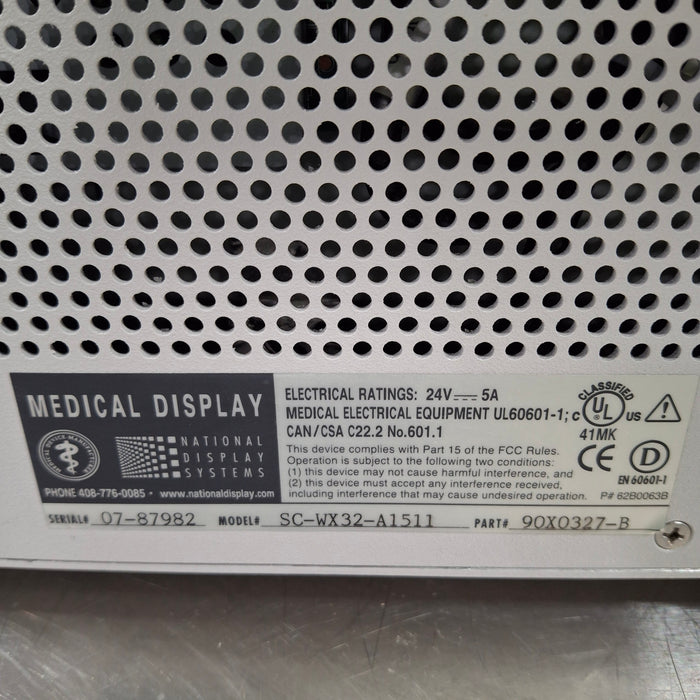 MEDICAL DISPLAY
MEDICAL DEVICE MANUFACTURER
NATIONAL
DISPLAY
SYSTEMS
PHONE 408-776-0085 • www.nationaldisplay.com
ELECTRICAL RATINGS: 24V 5A
MEDICAL ELECTRICAL EQUIPMENT UL60601-1;
CAN/CSA C22.2 No.601.1
This device complies with Part 15 of the FCC Rules.
Operation is subject to the following two conditions:
(1) this device may not cause harmful interference, and
(2) this device must accept any interference received,
including interference that may cause undesired operation.
CLASSIFIED
c UL US
41MK
CE D
EN 60601-1
P# 62B0063B
SERIAL# 07-87982 MODEL# SC-WX32-A1511 PART# 90X0327-B